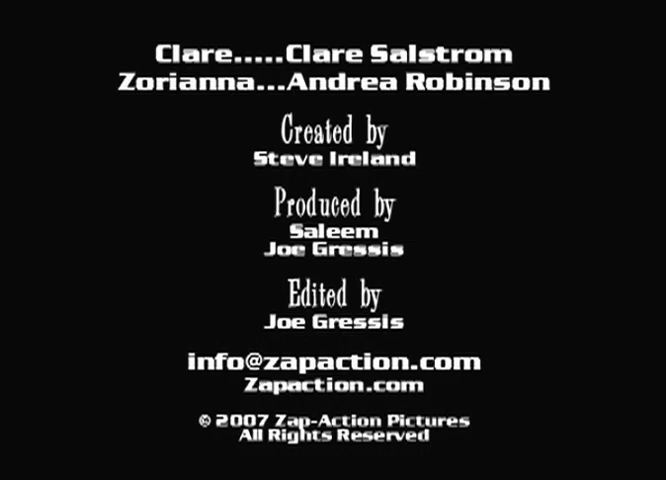 Clare.....Clare Salstrom
Zorianna...Andrea Robinson
Created by
Steve Ireland
Produced by
Saleem
Joe Gressis
Edited by
Joe Gressis
info@zapaction.com
Zapaction.com
© 2007 Zap-Action Pictures
All Rights Reserved